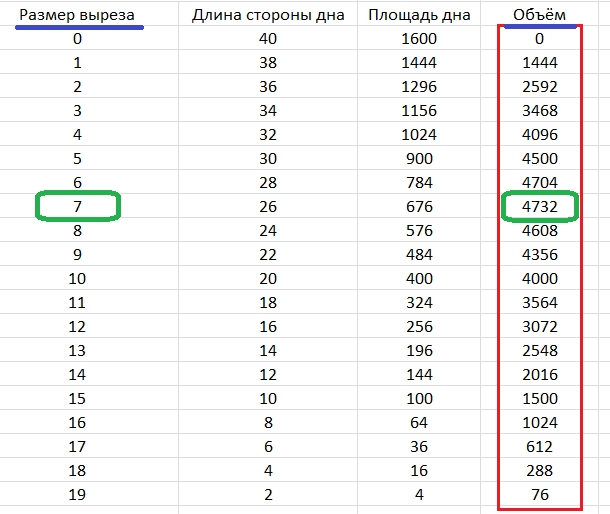 Размер выреза Длина стороны дна Площадь дна Объём
0 40 1600 0
1 38 1444 1444
2 36 1296 2592
3 34 1156 3468
4 32 1024 4096
5 30 900 4500
6 28 784 4704
7 26 676 4732
8 24 576 4608
9 22 484 4356
10 20 400 4000
11 18 324 3564
12 16 256 3072
13 14 196 2548
14 12 144 2016
15 10 100 1500
16 8 64 1024
17 6 36 612
18 4 16 288
19 2 4 76